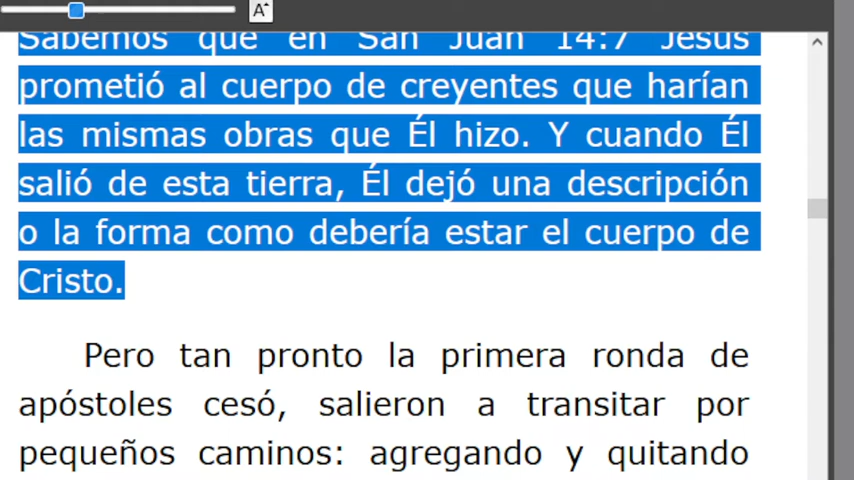 A
Sabemos que en San Juan 14:7 Jesús
prometió al cuerpo de creyentes que harían
las mismas obras que Él hizo. Y cuando Él
salió de esta tierra, Él dejó una descripción
o la forma como debería estar el cuerpo de
Cristo.
Pero tan pronto la primera ronda de
apóstoles cesó, salieron a transitar por
pequeños caminos: agregando y quitando